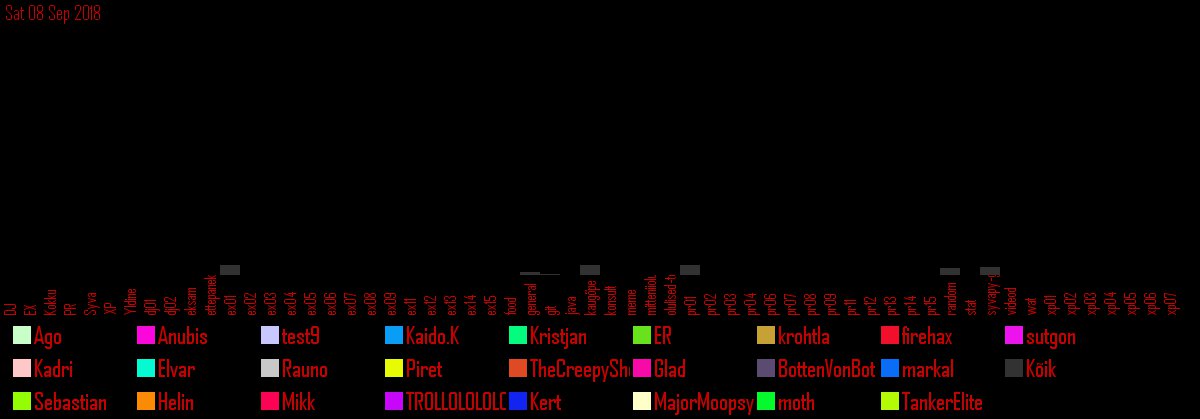 Sat 08 Sep 2018
DJ
EX
Kokku
PR
Syva
XP
Yldine
dj01
dj02
eksam
ettepanek
ex01
ex02
ex03
ex04
ex05
ex06
ex07
ex08
ex09
ex11
ex12
ex13
ex14
ex15
food
general
git
java
kaugõpe
konsult
meme
pr01
pr02
pr03
pr04
pr06
pr07
pr08
pr09
pr11
pr12
pr13
pr14
pr15
random
stat
videod
wat
xp01
xp02
xp03
xp04
xp05
xp06
xp07
Ago Anubis test9 Kaido.K Kristjan ER krohtla firehax sutgon
Kadri Elvar Rauno Piret TheCreepySh Glad BottenVonBot markal Kõik
Sebastian Helin Mikk TROLLOLOLOLO Kert MajorMoopsy moth TankerElite